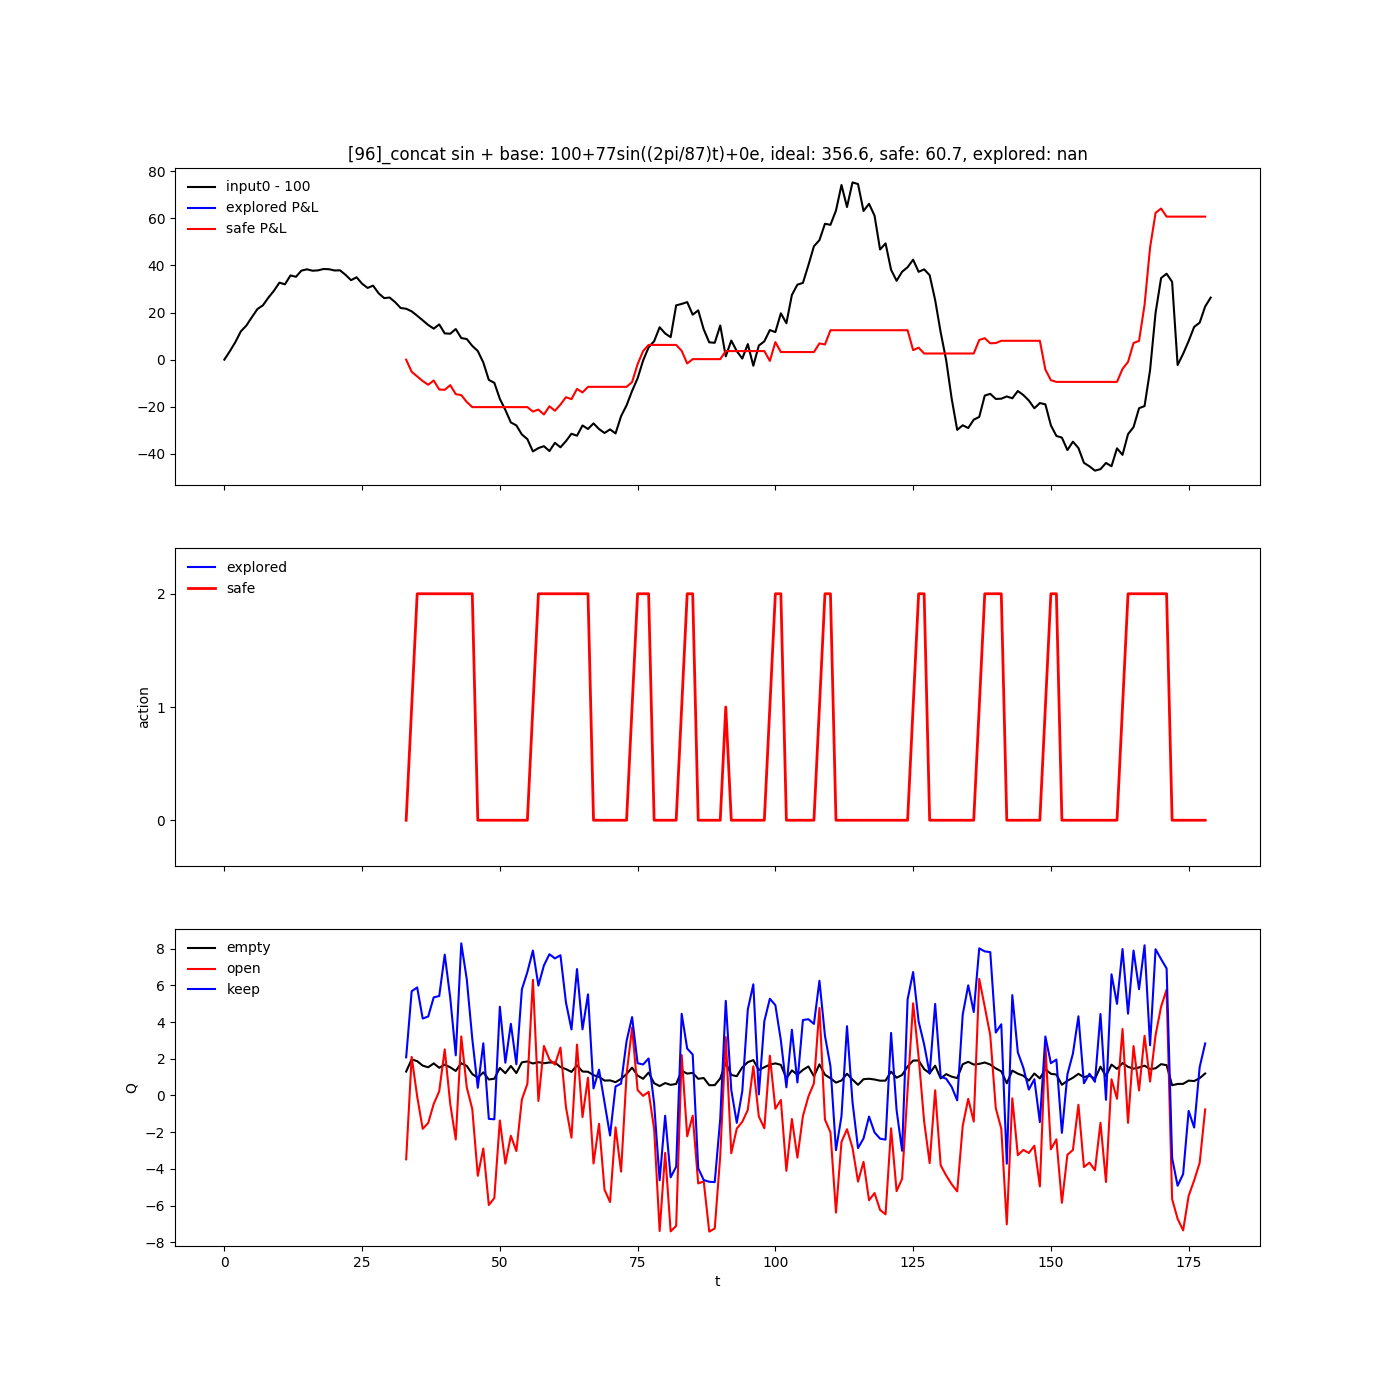 [96]_concat sin + base: 100+77sin((2pi/87)t)+0e, ideal: 356.6, safe: 60.7, explored: nan
80
60
40
20
0
−20
−40
input0 - 100
explored P&L
safe P&L
2
1
0
action
explored
safe
8
6
4
2
0
−2
−4
−6
−8
Q
empty
open
keep
0 25 50 75 100 125 150 175
t